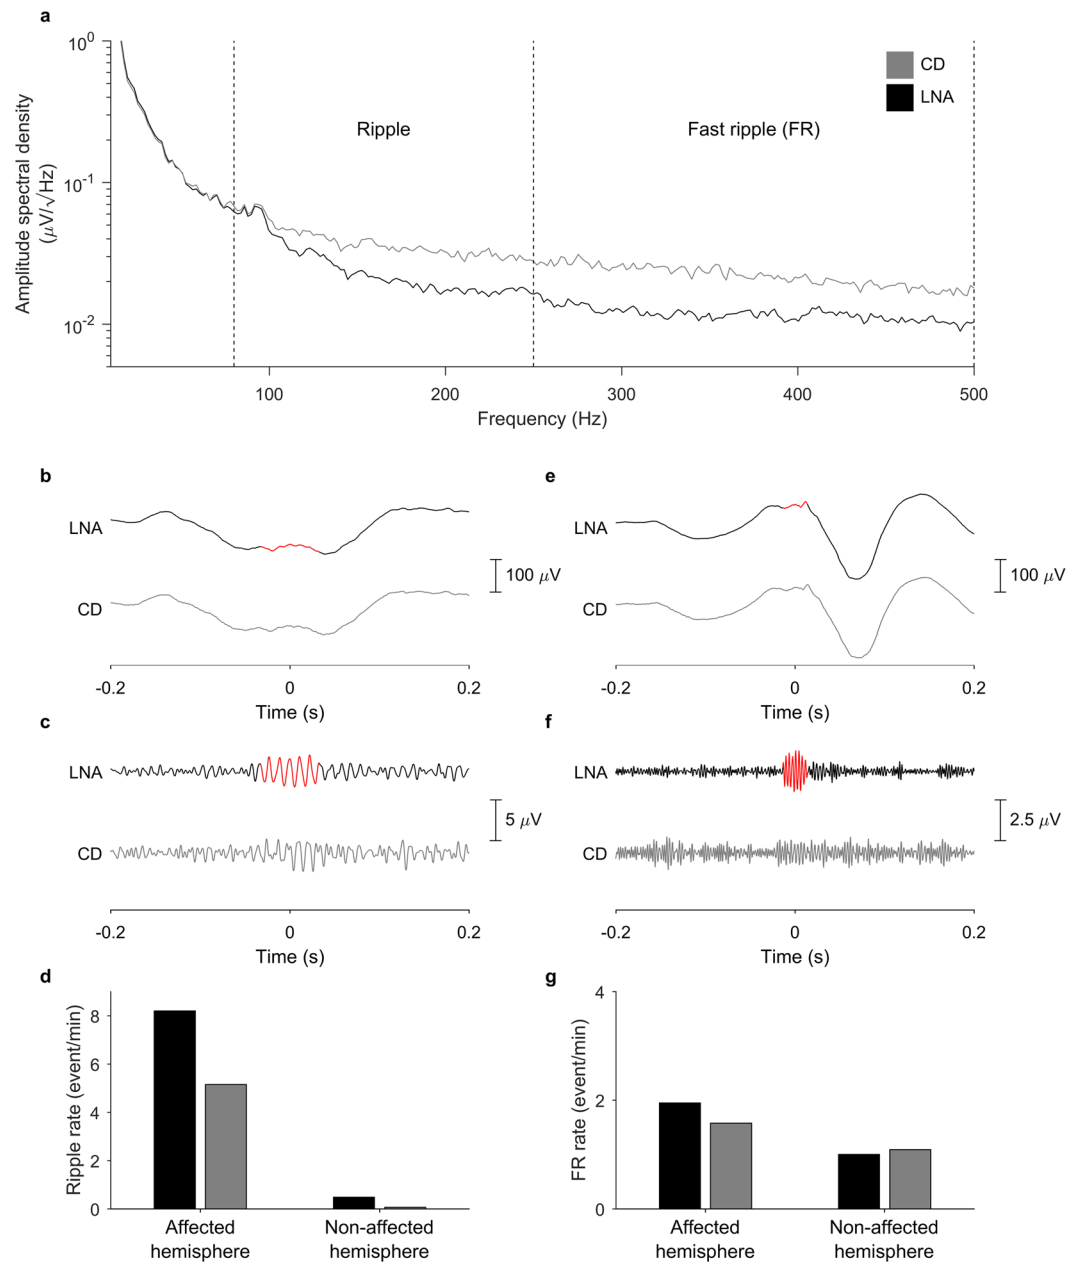 a
10⁰
10⁻¹
10⁻²
Amplitude spectral density
(μV/√Hz)
Ripple
Fast ripple (FR)
CD
LNA
100
200
300
400
500
Frequency (Hz)
b
LNA
CD
100 μV
-0.2
0
0.2
Time (s)
e
LNA
CD
100 μV
-0.2
0
0.2
Time (s)
c
LNA
CD
5 μV
-0.2
0
0.2
Time (s)
f
LNA
CD
2.5 μV
-0.2
0
0.2
Time (s)
d
Ripple rate (event/min)
8
6
4
2
0
Affected
hemisphere
Non-affected
hemisphere
g
FR rate (event/min)
4
2
0
Affected
hemisphere
Non-affected
hemisphere